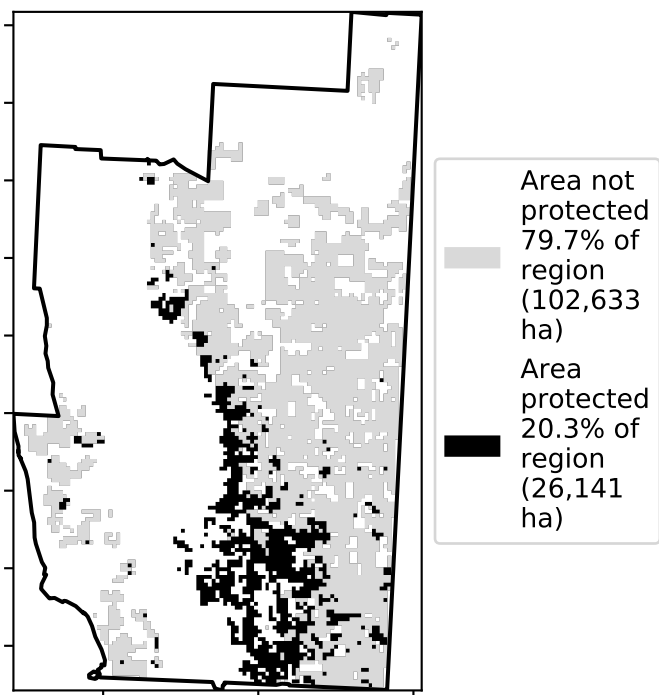 Area not
protected
79.7% of
region
(102,633
ha)
Area
protected
20.3% of
region
(26,141
ha)